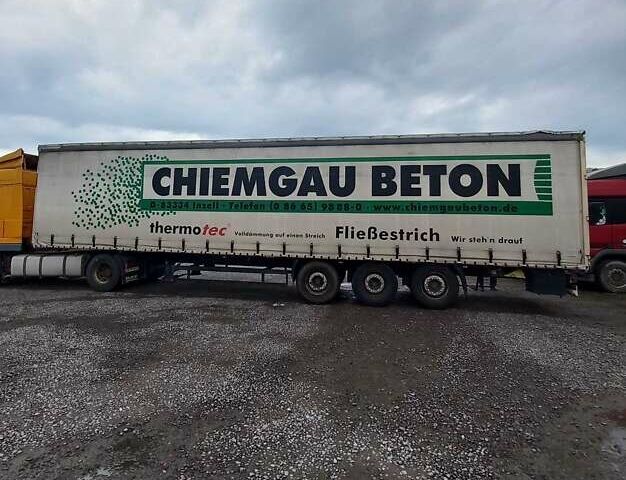 CHIEMGAU BETON
D-83334 Inzell - Telefon (0 86 65) 98 88-0 - www.chiemgaubeton.de
thermotec Volldämmung auf einen Streich Fließestrich Wir steh'n drauf